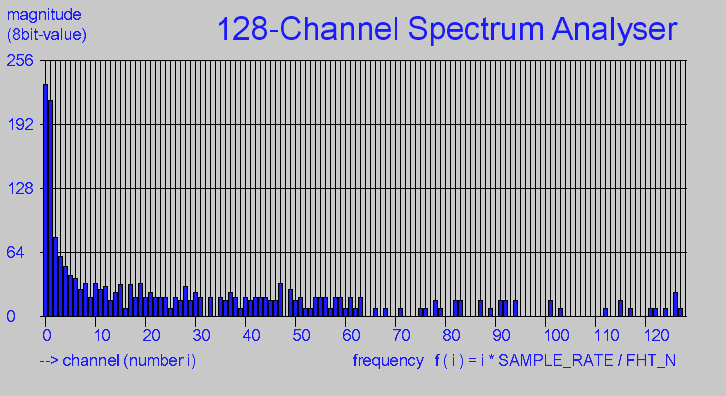 magnitude
(8bit-value)
128-Channel Spectrum Analyser
256
192
128
64
0
0 10 20 30 40 50 60 70 80 90 100 110 120
--> channel (number i) frequency f ( i ) = i * SAMPLE_RATE / FHT_N